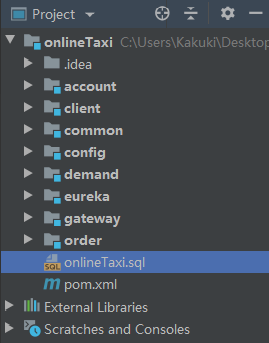 Project
onlineTaxi C:\Users\Kakuki\Desktop
.idea
account
client
common
config
demand
eureka
gateway
order
SQL onlineTaxi.sql
m pom.xml
External Libraries
Scratches and Consoles